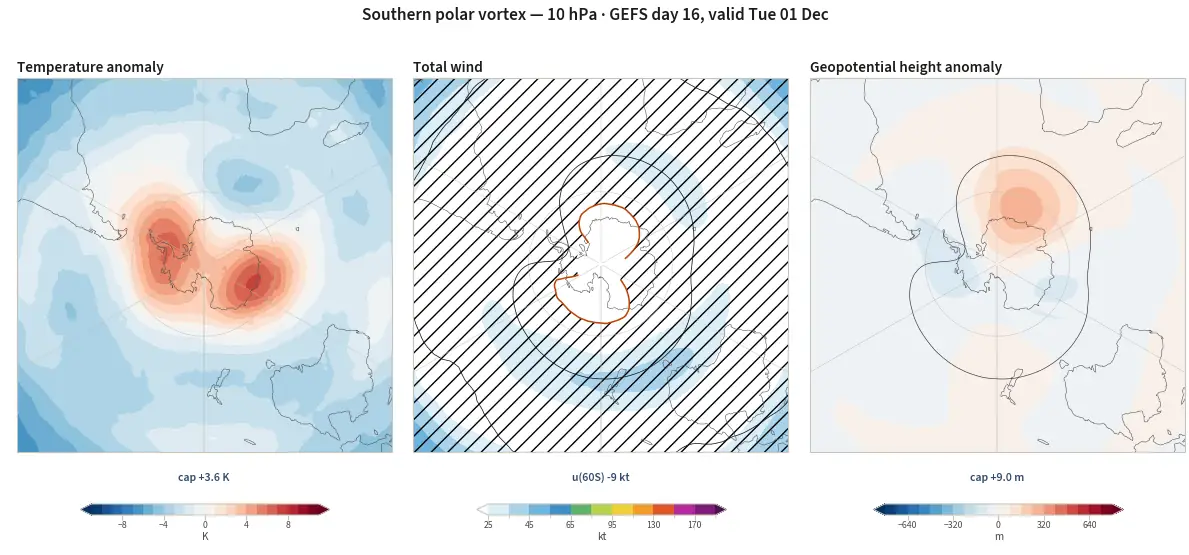 Southern polar vortex — 10 hPa · GEFS day 16, valid Tue 01 Dec
Temperature anomaly
Total wind
Geopotential height anomaly
cap +3.6 K
u(60S) -9 kt
cap +9.0 m
−8 −4 0 4 8
25 45 65 95 130 170
−640 −320 0 320 640
K
kt
m